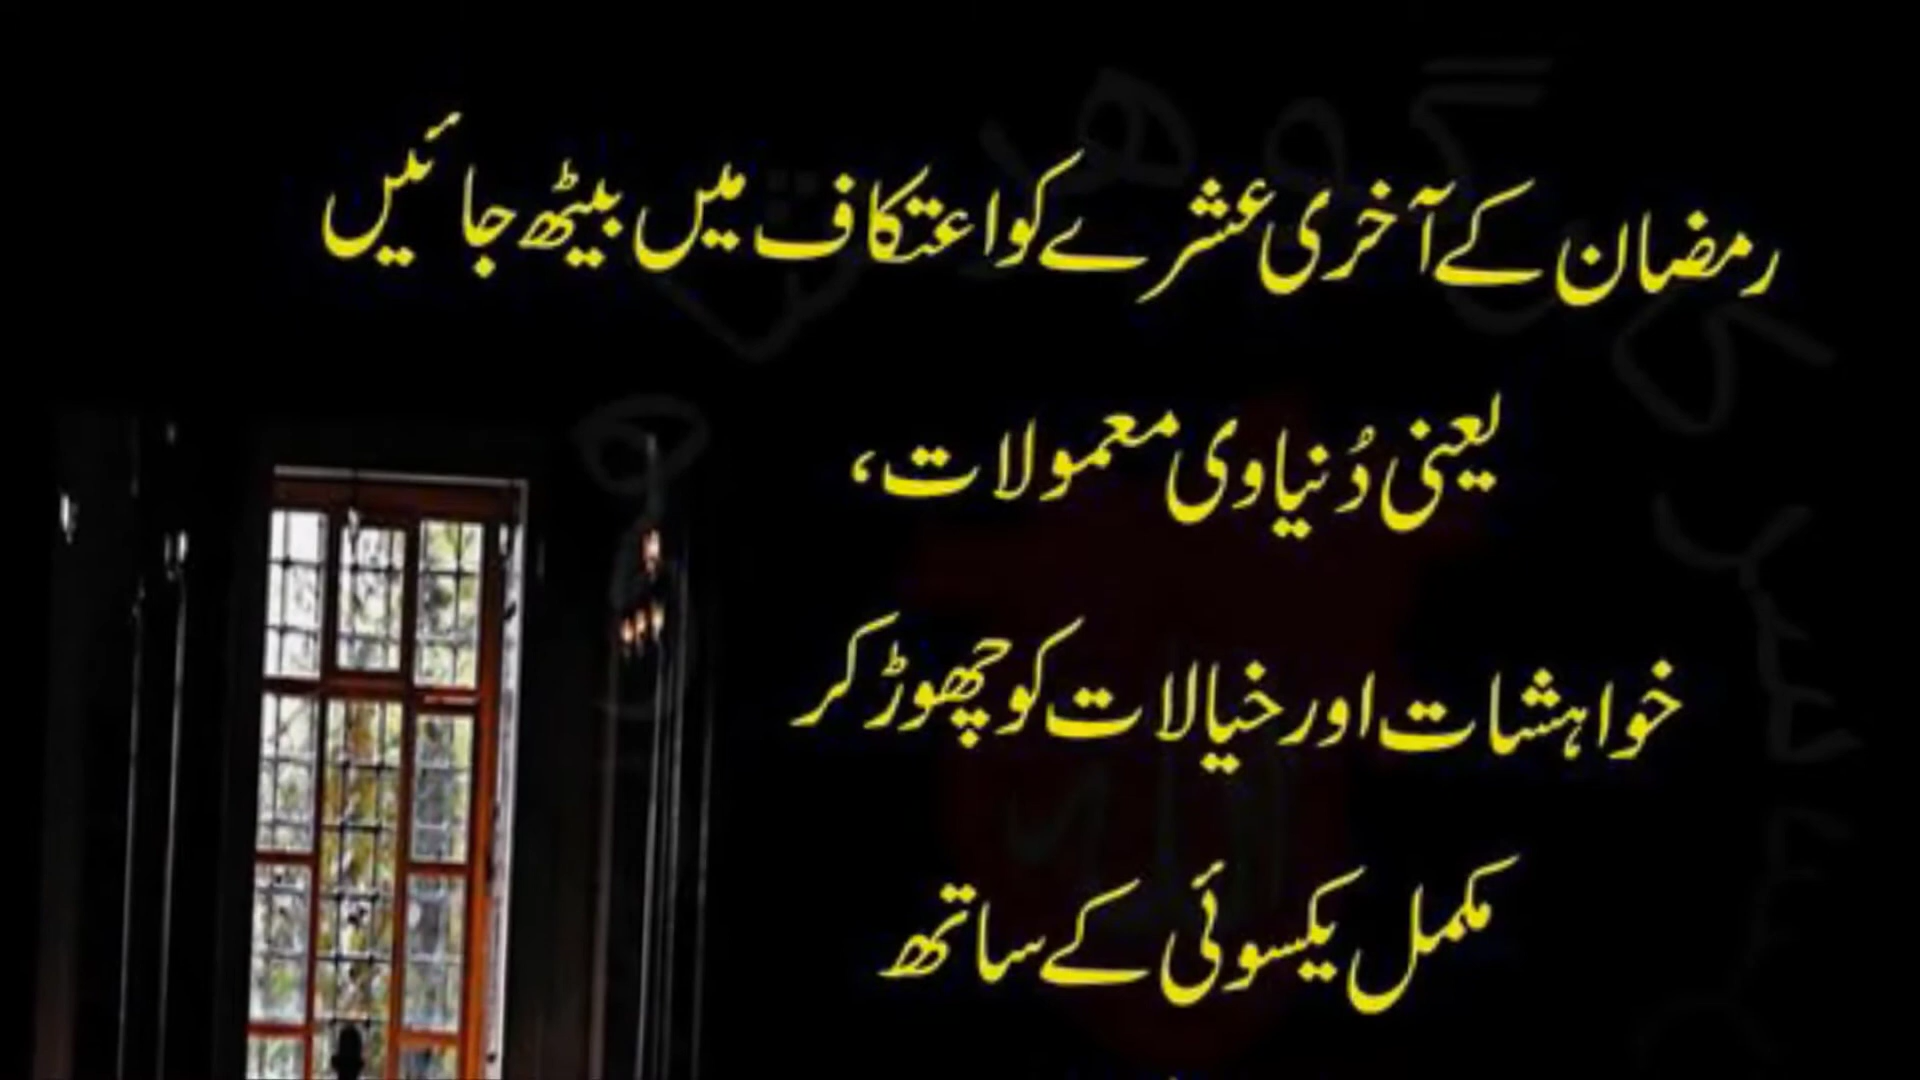 رمضان کے آخری عشرے کو اعتکاف میں بیٹھ جائیں
یعنی دُنیاوی معمولات،
خواہشات اور خیالات کو چھوڑ کر
مکمل یکسوئی کے ساتھ